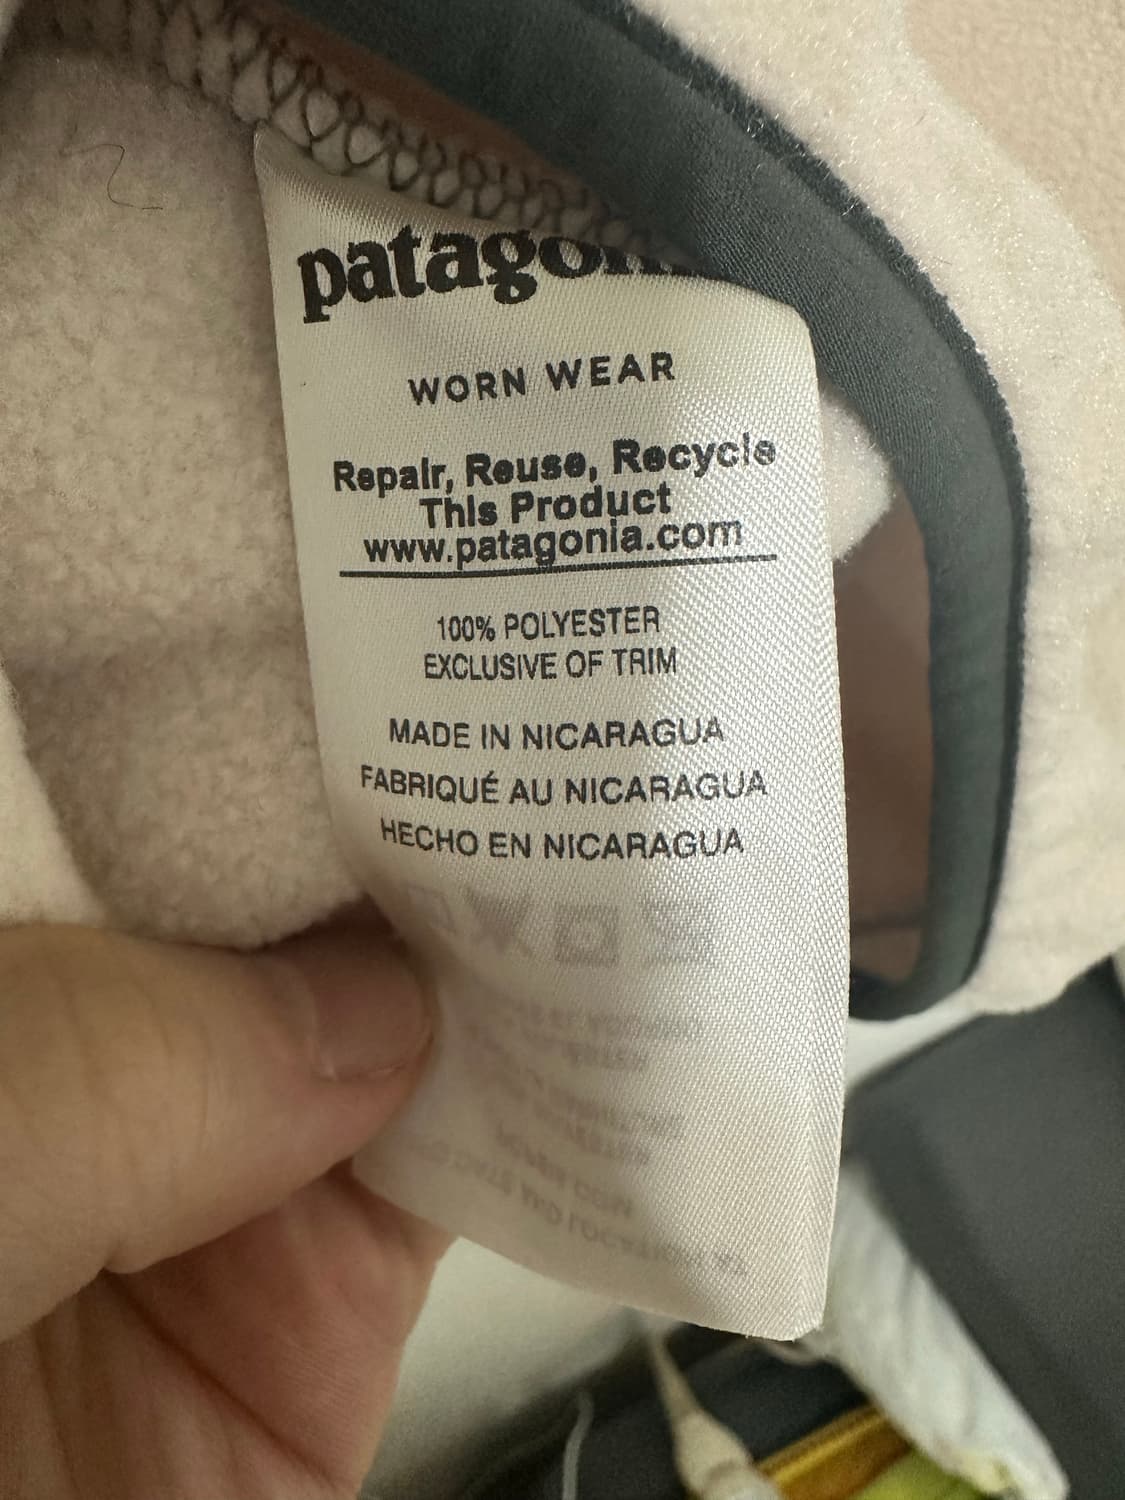 patagonia
WORN WEAR
Repair, Reuse, Recycle
This Product
www.patagonia.com
100% POLYESTER
EXCLUSIVE OF TRIM
MADE IN NICARAGUA
FABRIQUÉ AU NICARAGUA
HECHO EN NICARAGUA